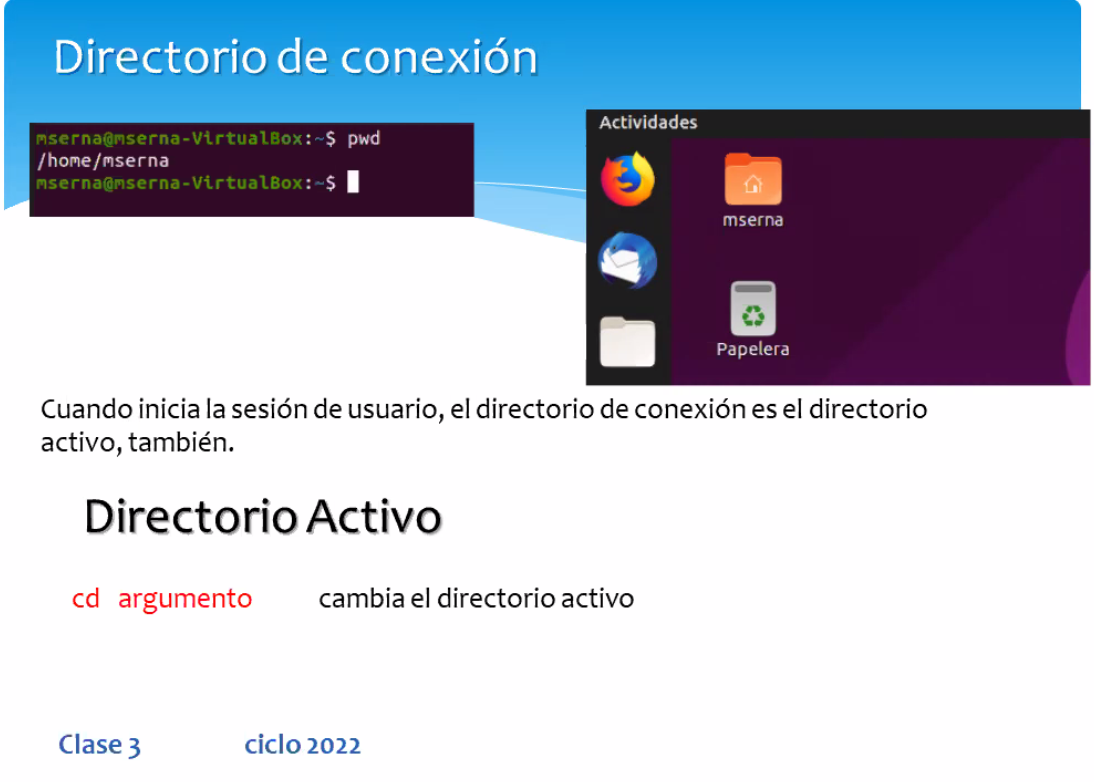 Directorio de conexión
mserna@mserna-VirtualBox:~$ pwd
/home/mserna
mserna@mserna-VirtualBox:~$
Actividades
mserna
Papelera
Cuando inicia la sesión de usuario, el directorio de conexión es el directorio
activo, también.
Directorio Activo
cd argumento cambia el directorio activo
Clase 3 ciclo 2022